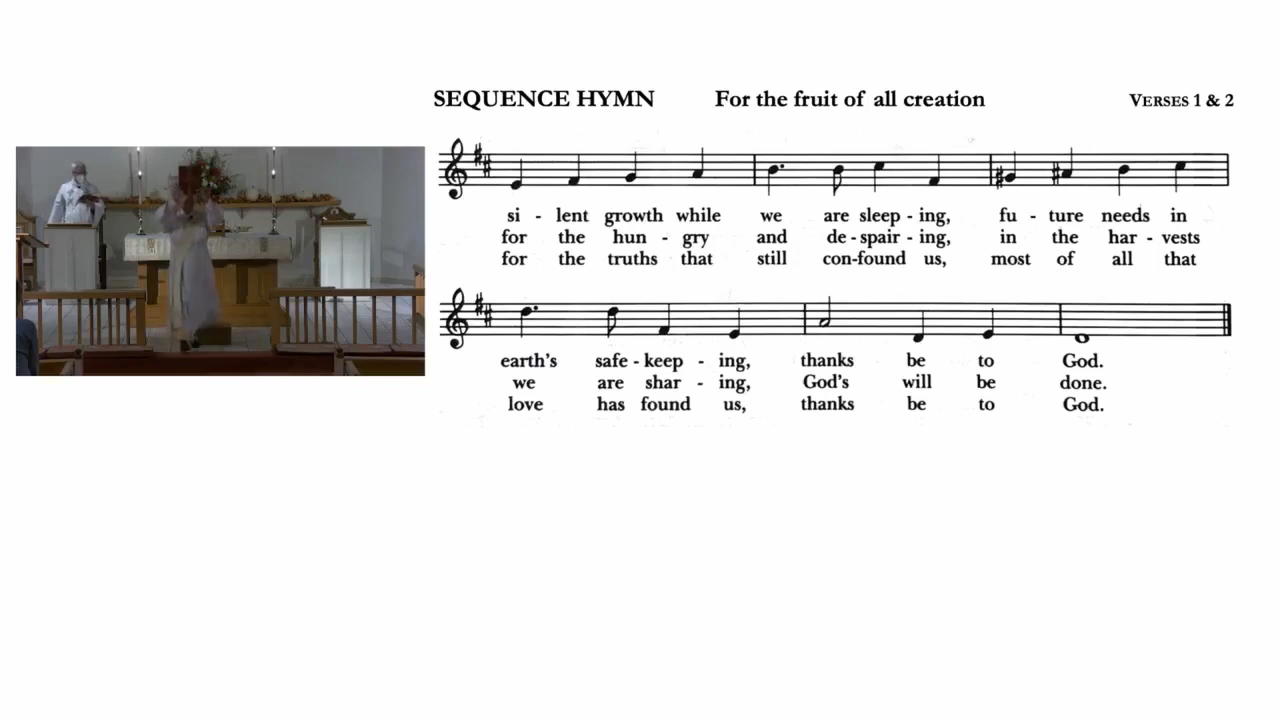 SEQUENCE HYMN For the fruit of all creation VERSES 1 & 2
si - lent growth while we are sleep - ing, fu - ture needs in
for the hun - gry and de - spair - ing, in the har - vests
for the truths that still con-found us, most of all that
earth's safe - keep - ing, thanks be to God.
we are shar - ing, God's will be done.
love has found us, thanks be to God.